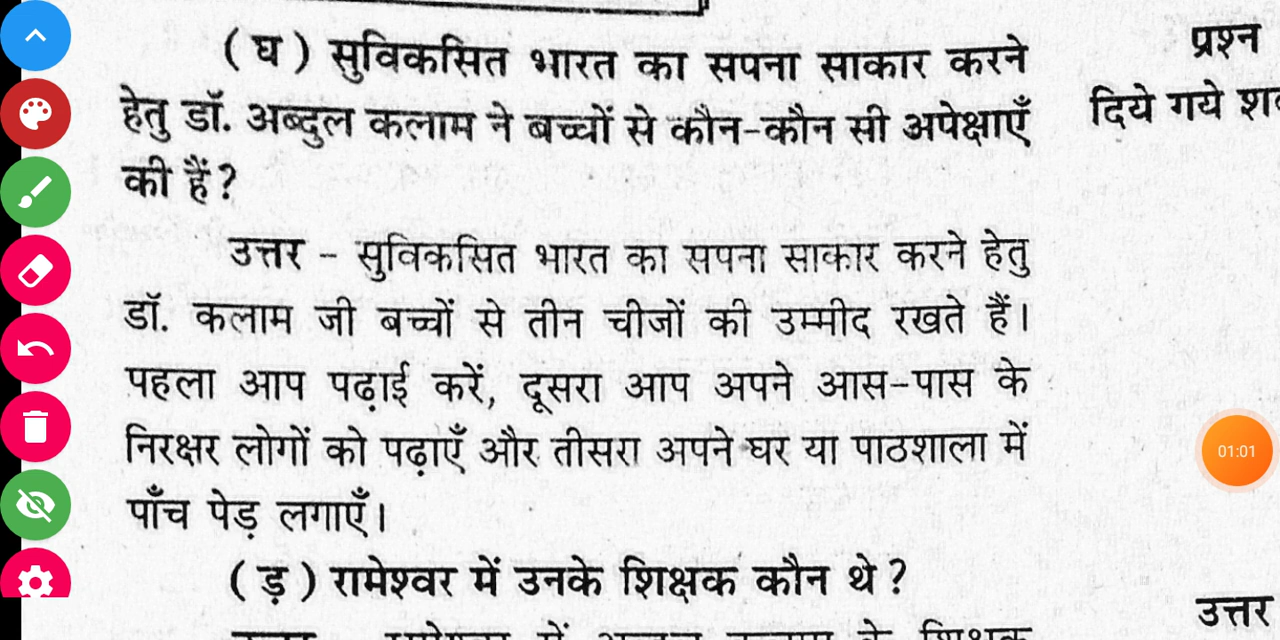 ( घ ) सुविकसित भारत का सपना साकार करने
हेतु डॉ. अब्दुल कलाम ने बच्चों से कौन-कौन सी अपेक्षाएँ
की हैं?
उत्तर - सुविकसित भारत का सपना साकार करने हेतु
डॉ. कलाम जी बच्चों से तीन चीजों की उम्मीद रखते हैं।
पहला आप पढ़ाई करें, दूसरा आप अपने आस-पास के
निरक्षर लोगों को पढ़ाएँ और तीसरा अपने घर या पाठशाला में
पाँच पेड़ लगाएँ।
( ड़ ) रामेश्वर में उनके शिक्षक कौन थे ?
प्रश्न
दिये गये
उत्तर
01:01